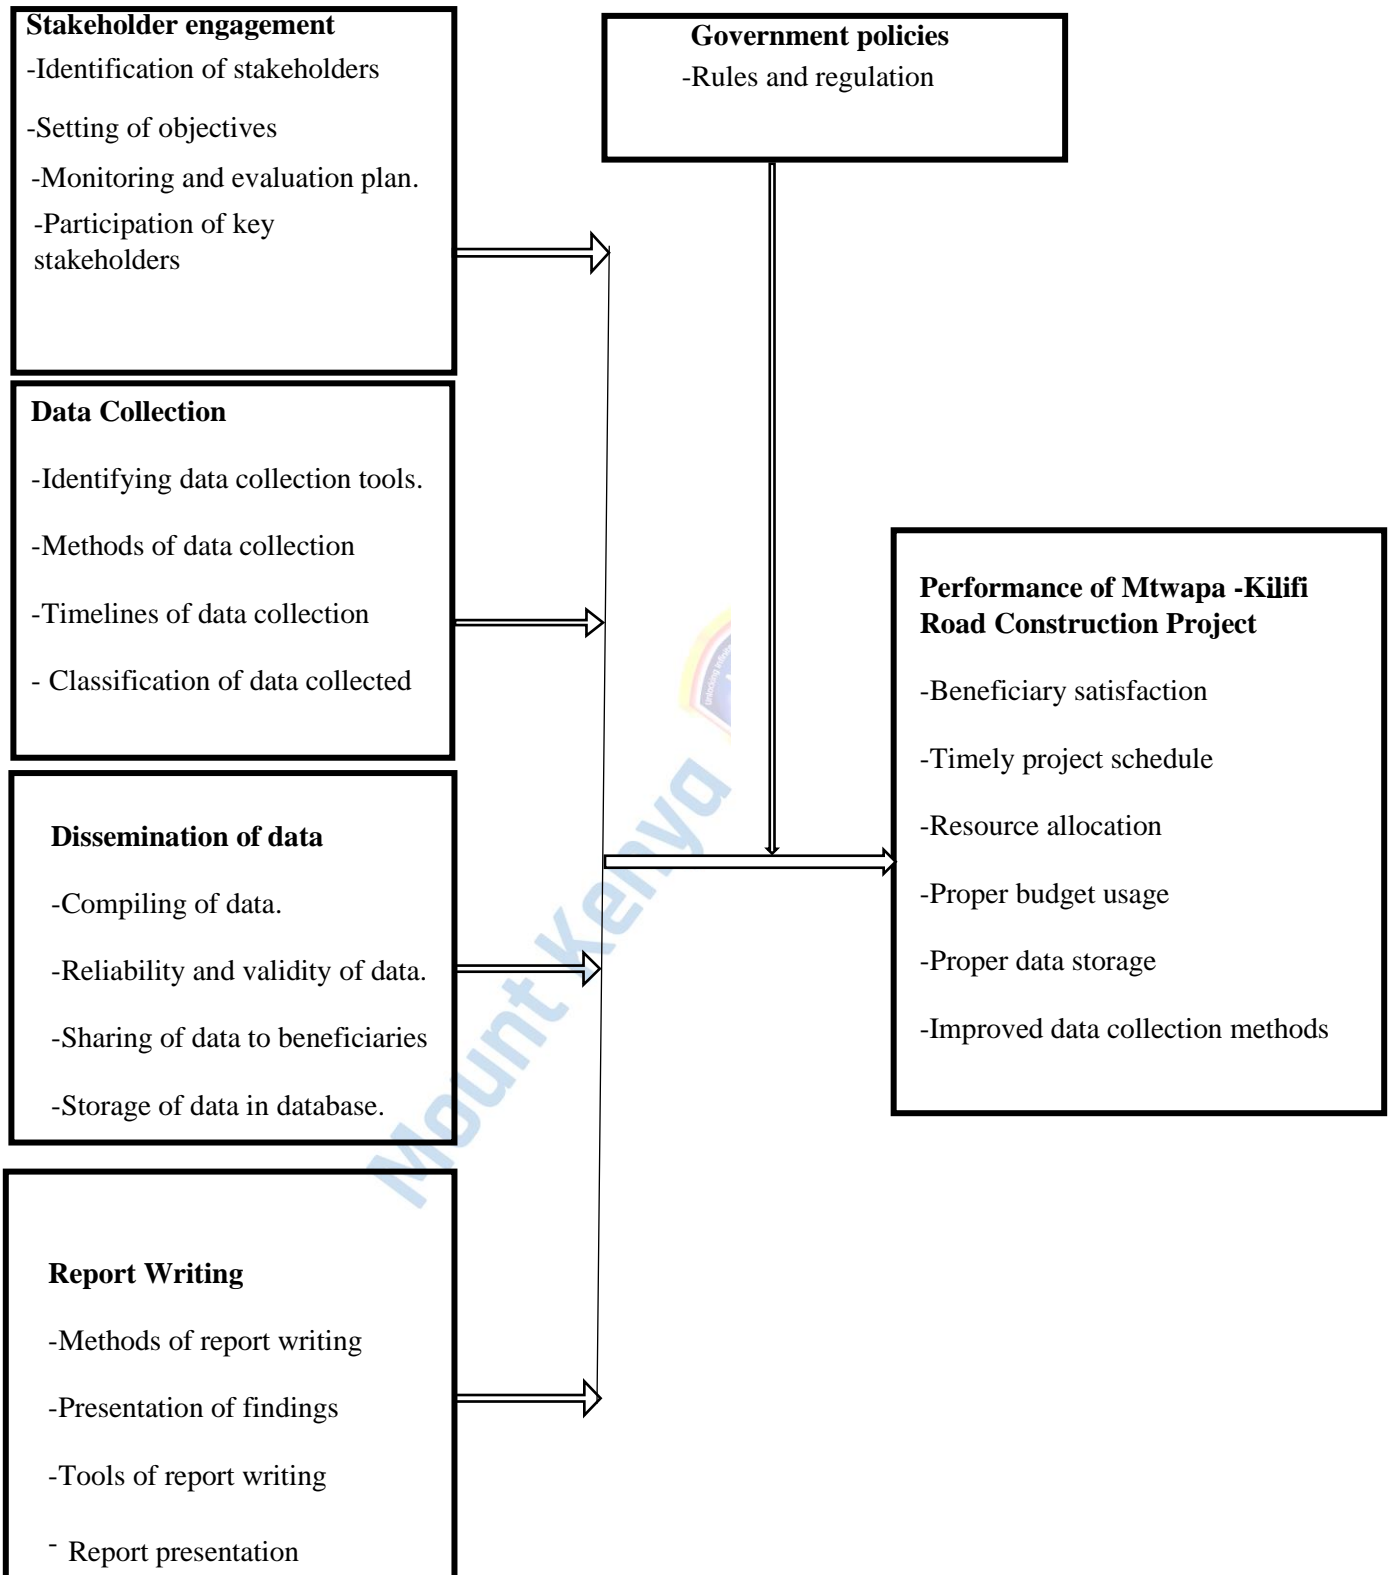 Stakeholder engagement
-Identification of stakeholders
-Setting of objectives
-Monitoring and evaluation plan.
-Participation of key
stakeholders
Government policies
-Rules and regulation
Data Collection
-Identifying data collection tools.
-Methods of data collection
-Timelines of data collection
- Classification of data collected
Dissemination of data
-Compiling of data.
-Reliability and validity of data.
-Sharing of data to beneficiaries
-Storage of data in database.
Report Writing
-Methods of report writing
-Presentation of findings
-Tools of report writing
- Report presentation
Performance of Mtwapa -Kilifi
Road Construction Project
-Beneficiary satisfaction
-Timely project schedule
-Resource allocation
-Proper budget usage
-Proper data storage
-Improved data collection methods
Mount Kenya
unlocking